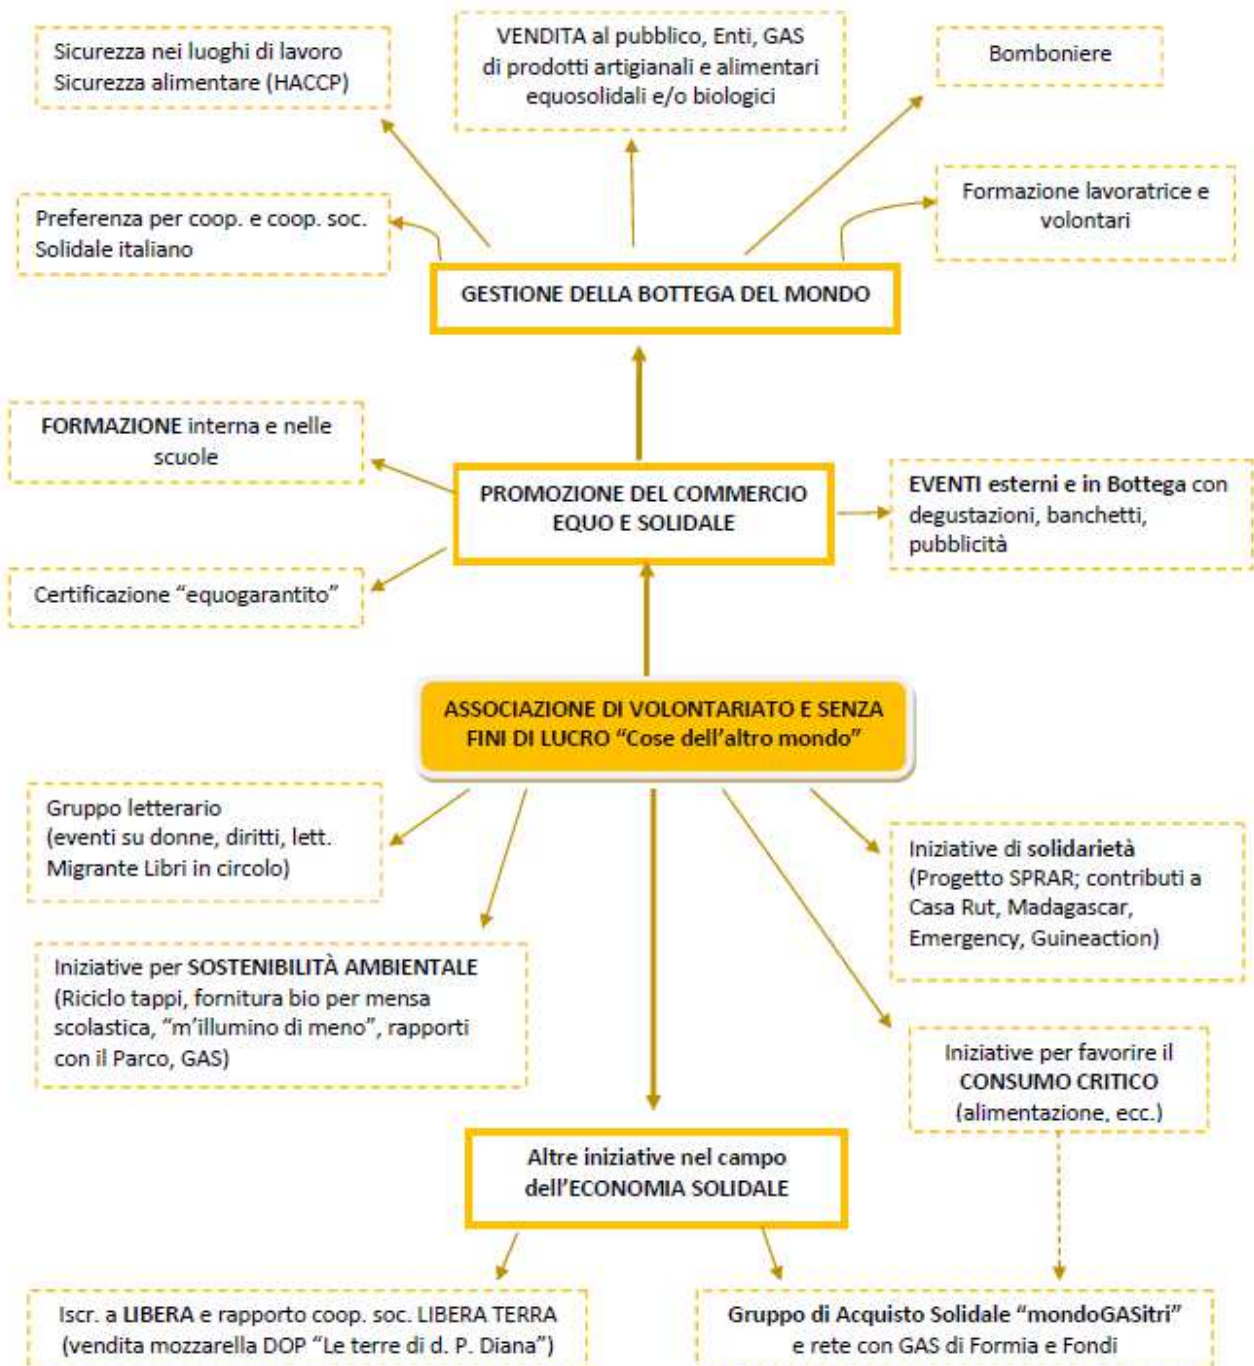 Sicurezza nei luoghi di lavoro
Sicurezza alimentare (HACCP)
VENDITA al pubblico, Enti, GAS
di prodotti artigianali e alimentari
equosolidali e/o biologici
Bomboniere
Preferenza per coop. e coop. soc.
Solidale italiano
Formazione lavoratrice e
volontari
GESTIONE DELLA BOTTEGA DEL MONDO
FORMAZIONE interna e nelle
scuole
PROMOZIONE DEL COMMERCIO
EQUO E SOLIDALE
EVENTI esterni e in Bottega con
degustazioni, banchetti,
pubblicità
Certificazione “equogarantito”
ASSOCIAZIONE DI VOLONTARIATO E SENZA
FINI DI LUCRO “Cose dell’altro mondo”
Gruppo letterario
(eventi su donne, diritti, lett.
Migrante Libri in circolo)
Iniziative di solidarietà
(Progetto SPRAR; contributi a
Casa Rut, Madagascar,
Emergency, Guineaction)
Iniziative per SOSTENIBILITÀ AMBIENTALE
(Riciclo tappi, fornitura bio per mensa
scolastica, “m’illumino di meno”, rapporti
con il Parco, GAS)
Iniziative per favorire il
CONSUMO CRITICO
(alimentazione, ecc.)
Altre iniziative nel campo
dell’ECONOMIA SOLIDALE
Iscr. a LIBERA e rapporto coop. soc. LIBERA TERRA
(vendita mozzarella DOP “Le terre di d. P. Diana”)
Gruppo di Acquisto Solidale “mondoGASitri”
e rete con GAS di Formia e Fondi